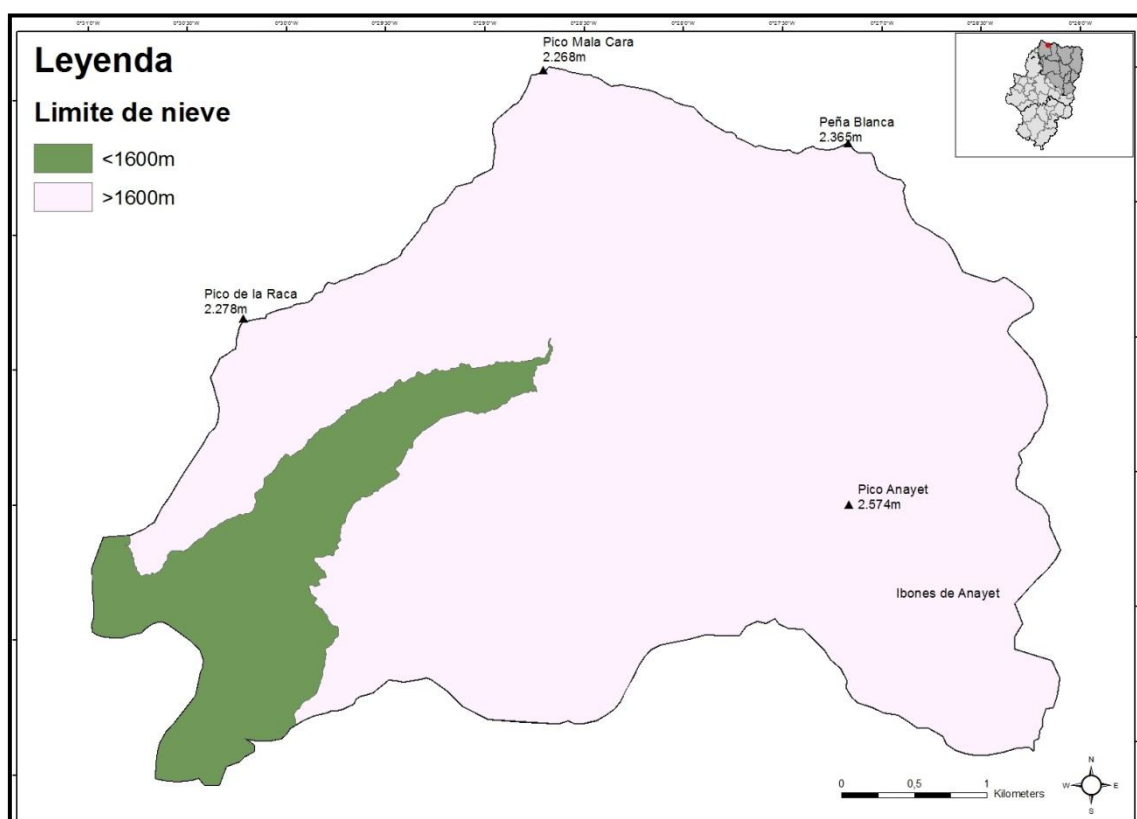 Leyenda
Limite de nieve
<1600m
>1600m
Pico Mala Cara
2.268m
Peña Blanca
2.365m
Pico de la Raca
2.278m
Pico Anayet
2.574m
Ibones de Anayet
0 0,5 1
Kilometers
N
W E
S